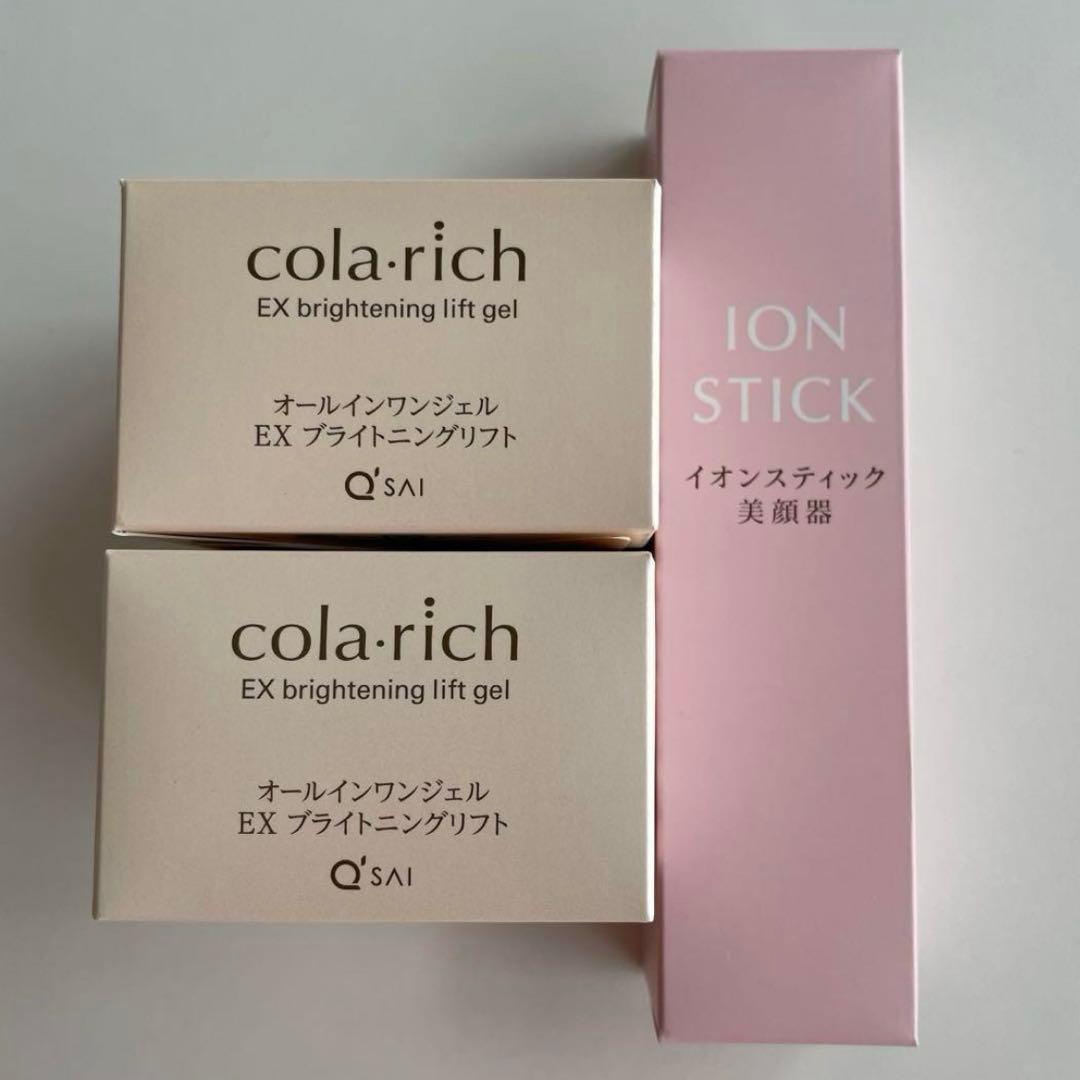 cola·rich
EX brightening lift gel
オールインワンジェル
EX ブライトニングリフト
Q'SAI
cola·rich
EX brightening lift gel
オールインワンジェル
EX ブライトニングリフト
Q'SAI
ION
STICK
イオンスティック
美顔器